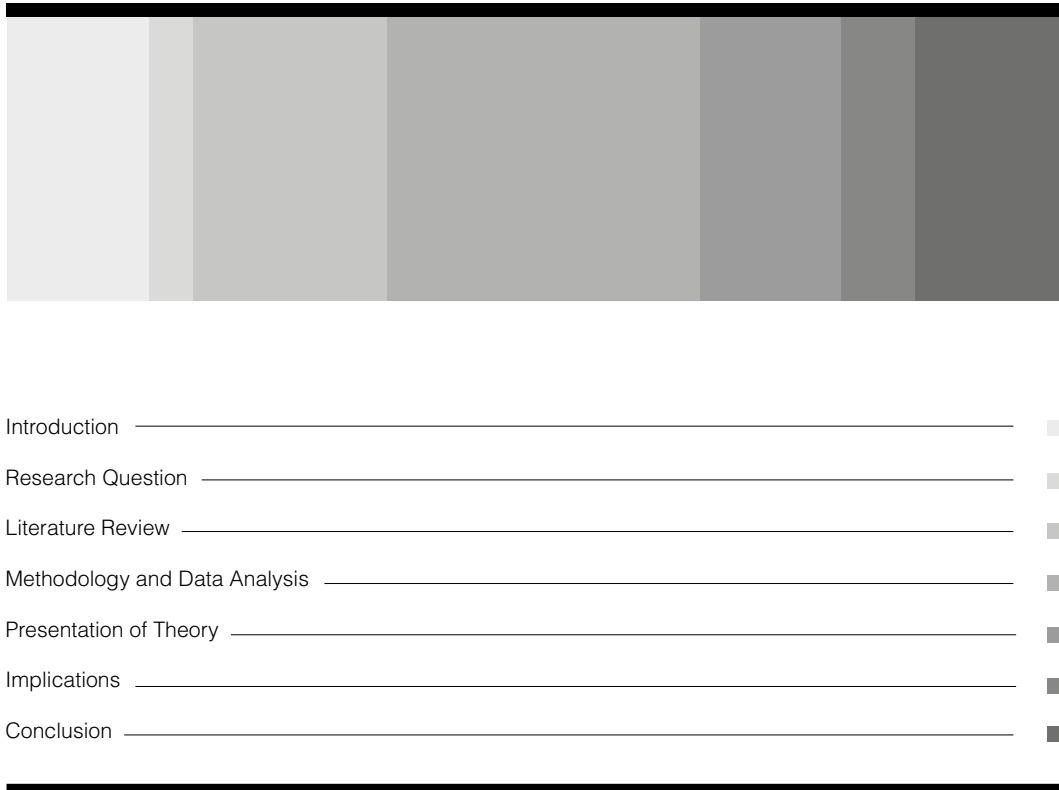 Introduction
Research Question
Literature Review
Methodology and Data Analysis
Presentation of Theory
Implications
Conclusion